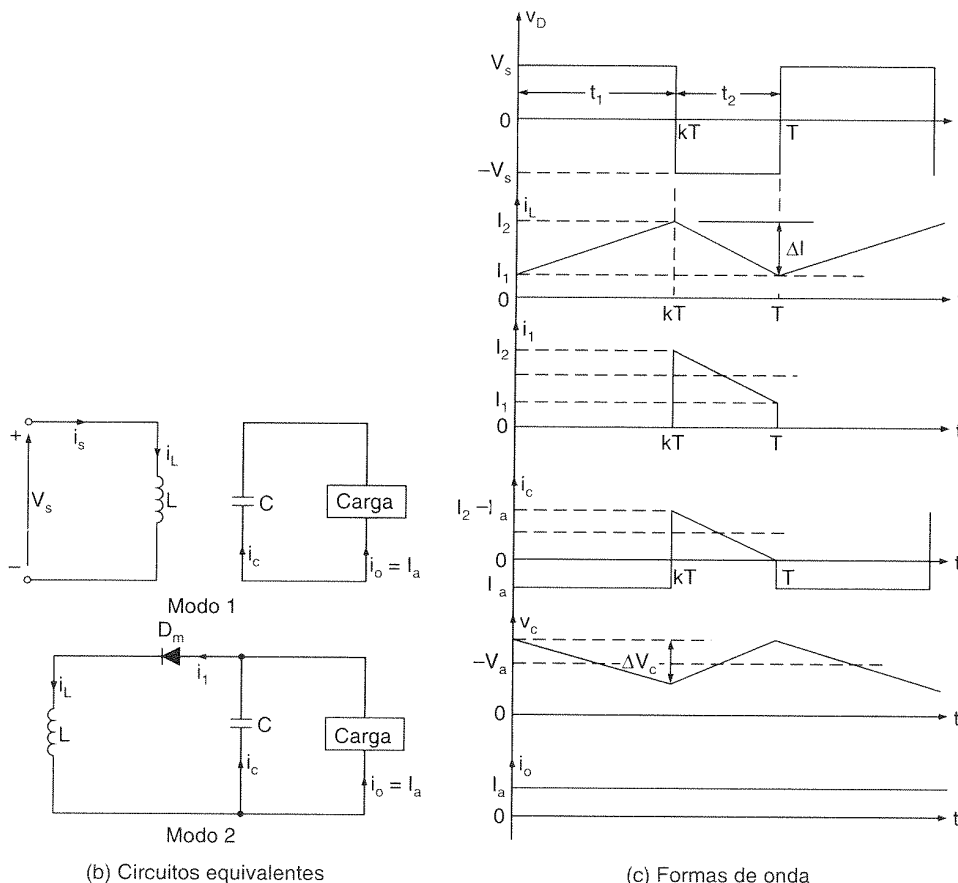 +
V_s
−
i_s
i_L
L
C
i_c
Carga
i_o = I_a
Modo 1
D_m
i_1
i_L
L
C
i_c
Carga
i_o = I_a
Modo 2
(b) Circuitos equivalentes
v_D
V_s
t_1
t_2
0
kT
T
−V_s
i_L
I_2
ΔI
I_1
0
kT
T
i_1
I_2
I_1
0
kT
T
t
i_c
I_2 − I_a
0
kT
T
t
I_a
v_c
−V_a
ΔV_c
0
t
i_o
I_a
0
t
(c) Formas de onda